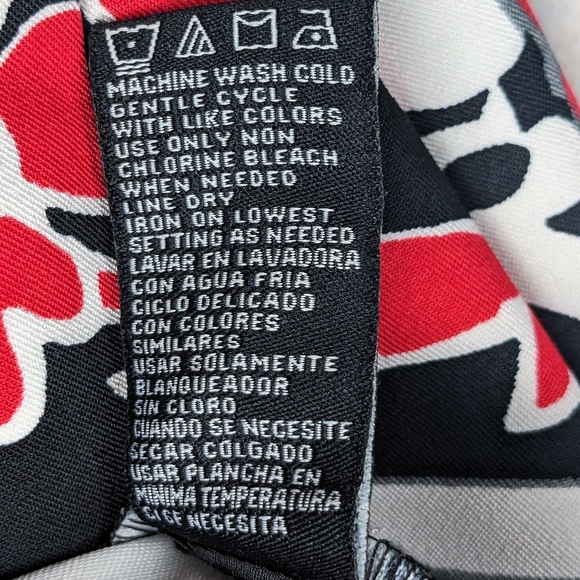 MACHINE WASH COLD
GENTLE CYCLE
WITH LIKE COLORS
USE ONLY NON
CHLORINE BLEACH
WHEN NEEDED
LINE DRY
IRON ON LOWEST
SETTING AS NEEDED
LAVAR EN LAVADORA
CON AGUA FRIA
CICLO DELICADO
CON COLORES
SIMILARES
USAR SOLAMENTE
BLANQUEADOR
SIN CLORO
CUANDO SE NECESITE
SECAR COLGADO
USAR PLANCHA EN
MINIMA TEMPERATURA
SI SE NECESITA